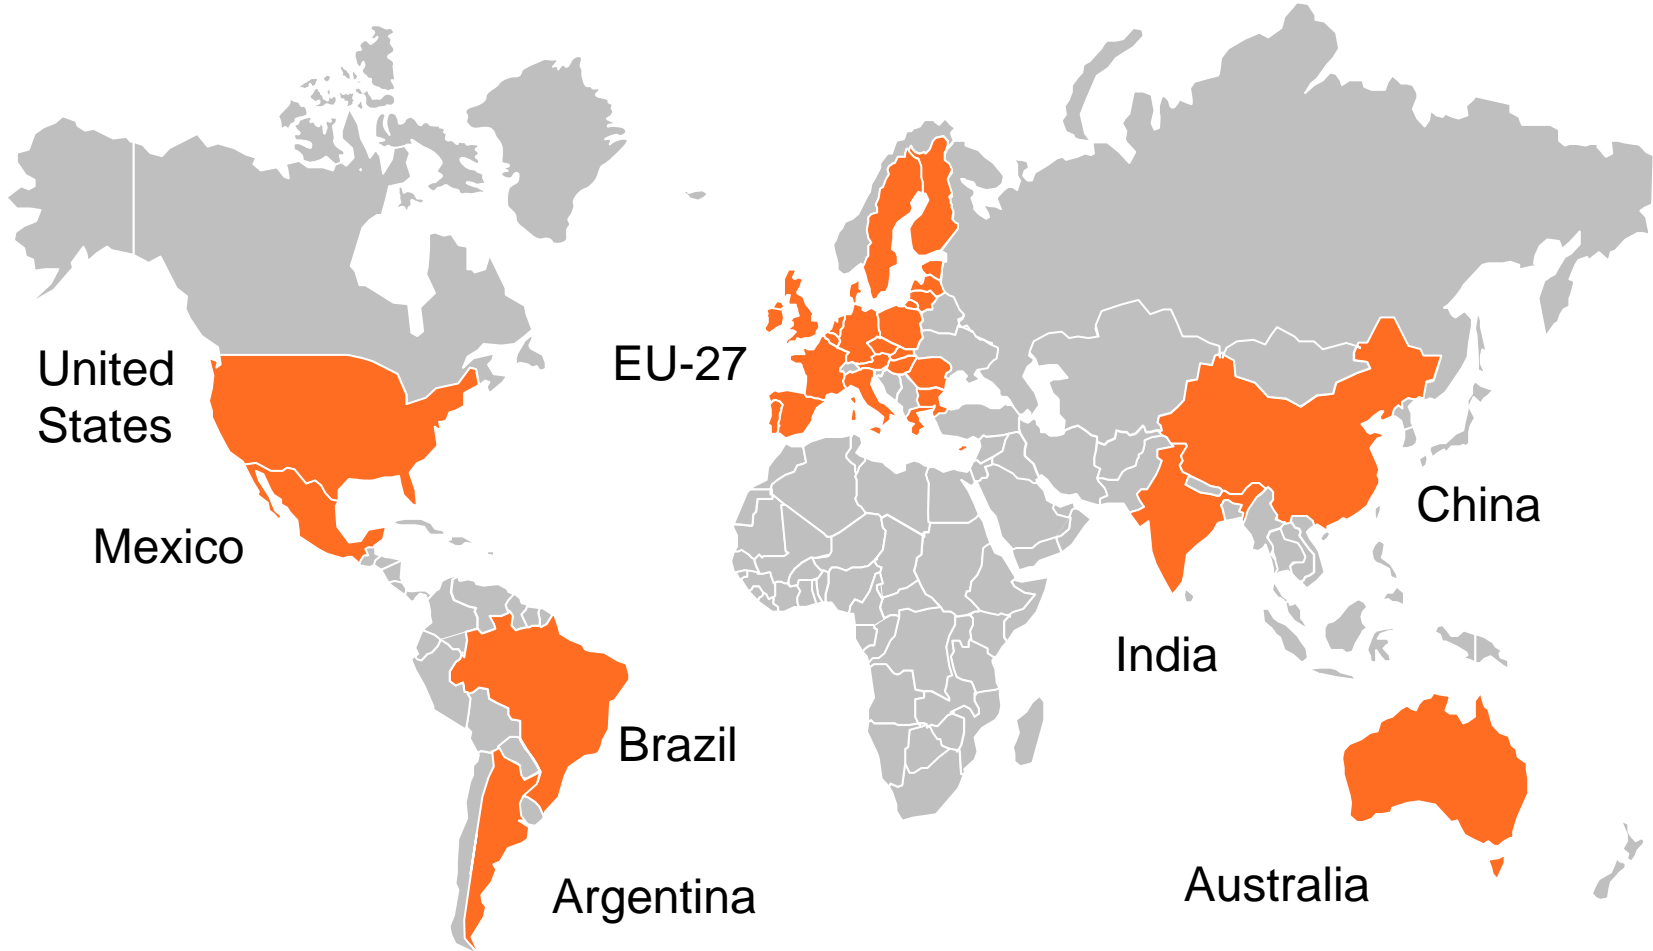 United
States
EU-27
China
Mexico
India
Brazil
Argentina
Australia